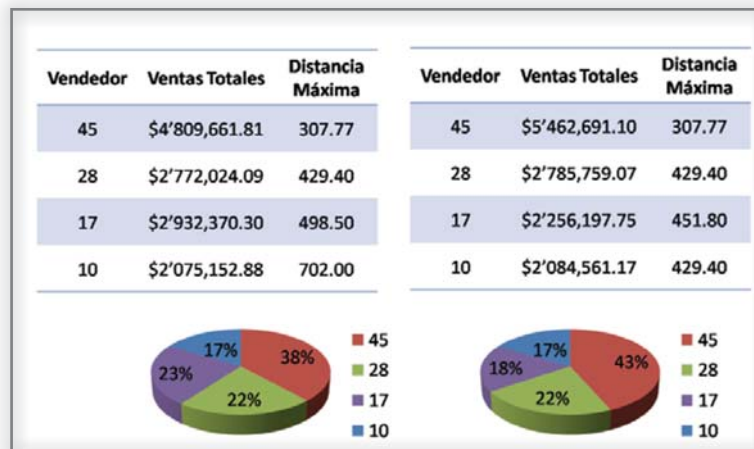 Vendedor Ventas Totales Distancia Máxima
45 $4'809,661.81 307.77
28 $2'772,024.09 429.40
17 $2'932,370.30 498.50
10 $2'075,152.88 702.00
Vendedor Ventas Totales Distancia Máxima
45 $5'462,691.10 307.77
28 $2'785,759.07 429.40
17 $2'256,197.75 451.80
10 $2'084,561.17 429.40
17%
38%
23%
22%
45
28
17
10
17%
43%
18%
22%
45
28
17
10